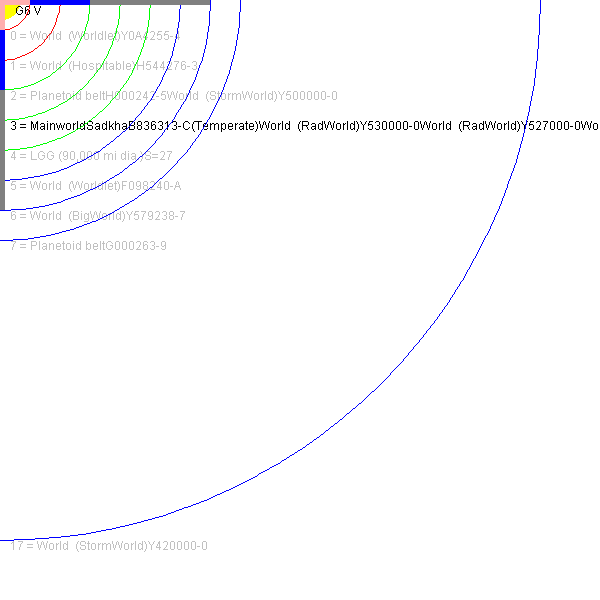 G6 V
0 = World (Worldlet)Y0A4255-4
1 = World (Hospitable)H544276-3
2 = Planetoid beltH000243-5World (StormWorld)Y500000-0
3 = MainworldSadkhaB836313-C(Temperate)World (RadWorld)Y530000-0World (RadWorld)Y527000-0Wo
4 = LGG (90,000 mi dia.)S=27
5 = World (Worldlet)F098240-A
6 = World (BigWorld)Y579238-7
7 = Planetoid beltG000263-9
17 = World (StormWorld)Y420000-0